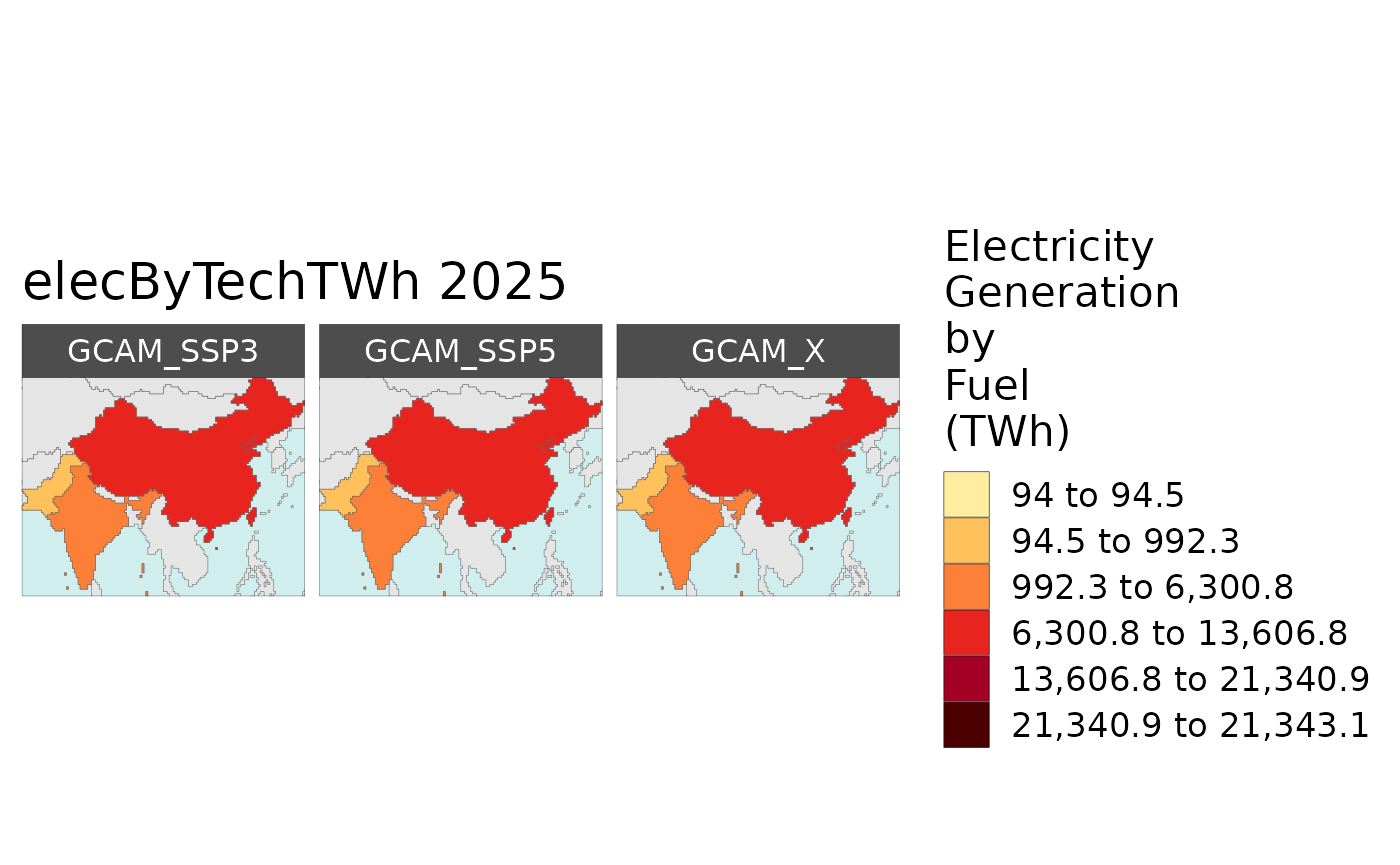 elecByTechTWh 2025
GCAM_SSP3
GCAM_SSP5
GCAM_X
Electricity
Generation
by
Fuel
(TWh)
94 to 94.5
94.5 to 992.3
992.3 to 6,300.8
6,300.8 to 13,606.8
13,606.8 to 21,340.9
21,340.9 to 21,343.1